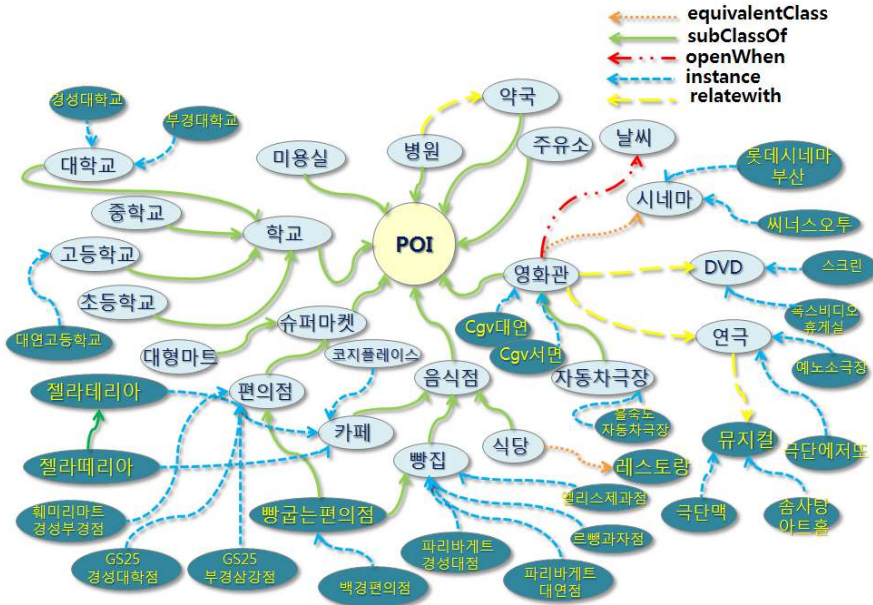 equivalentClass
subClassOf
openWhen
instance
relatewith
경성대학교
부경대학교
대학교
미용실
병원
약국
주유소
날씨
롯데시네마
부산
시네마
씨너스오투
중학교
학교
POI
고등학교
영화관
DVD
스크린
초등학교
대연고등학교
슈퍼마켓
Cgv대연
Cgv서면
폭스비디오
휴게실
연극
대형마트
코지플레이스
예노소극장
젤라테리아
편의점
음식점
자동차극장
을숙도
자동차극장
카페
빵집
식당
젤라떼리아
레스토랑
뮤지컬
극단에저또
훼미리마트
경성부경점
빵굽는편의점
엘리스제과점
극단맥
솜사탕
아트홀
GS25
경성대학점
GS25
부경삼강점
백경편의점
파리바게트
경성대점
르빵과자점
파리바게트
대연점